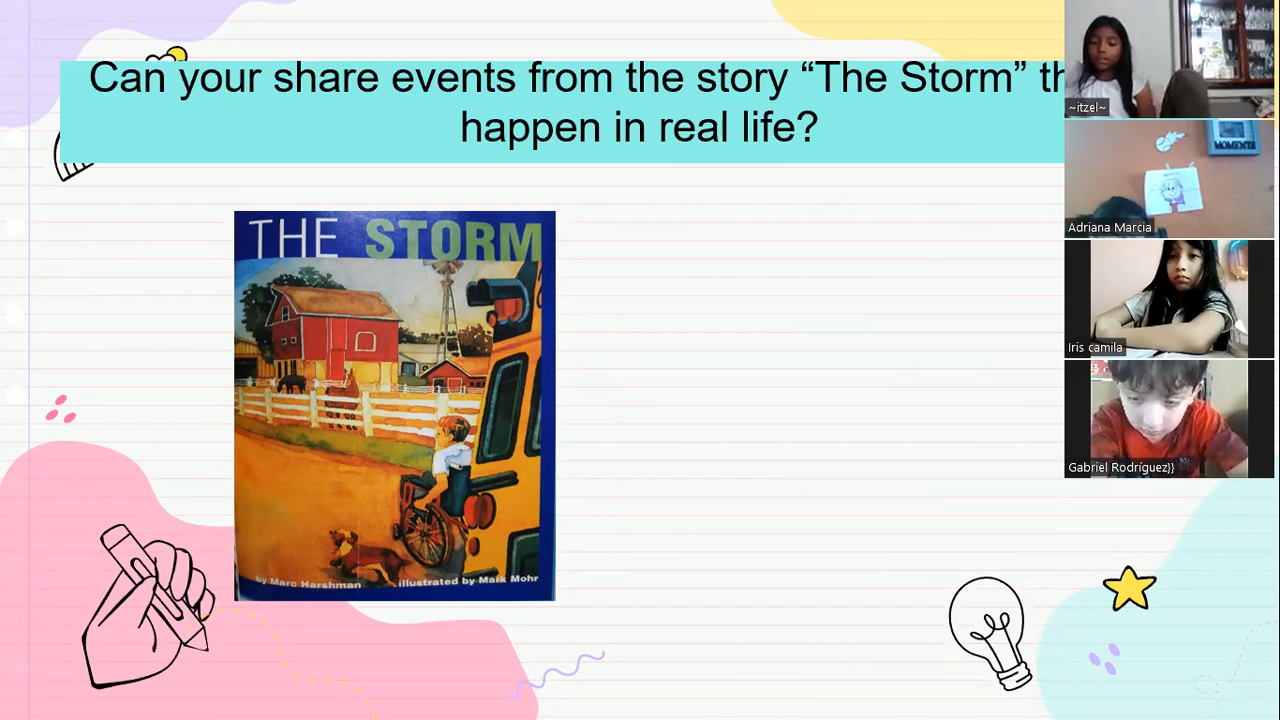 Can your share events from the story “The Storm” th
happen in real life?
THE STORM
by Marc Harshman illustrated by Mark Mohr
~itzel~
MOMENTS
Adriana Marcia
Iris camila
Gabriel Rodríguez}}